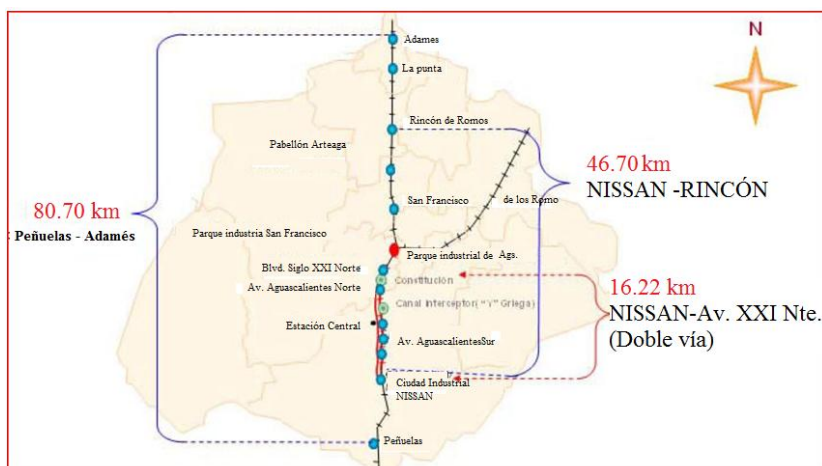 Adames
N
La punta
Rincón de Romos
Pabellón Arteaga
46.70 km
NISSAN -RINCÓN
San Francisco
de los Romo
80.70 km
Peñuelas - Adamés
Parque industria San Francisco
Parque industrial de Ags.
Blvd. Siglo XXI Norte
Constitución
Av. Aguascalientes Norte
16.22 km
NISSAN-Av. XXI Nte.
(Doble vía)
Canal Interceptor( "Y" Griega)
Estación Central
Av. AguascalientesSur
Ciudad Industrial
NISSAN
Peñuelas